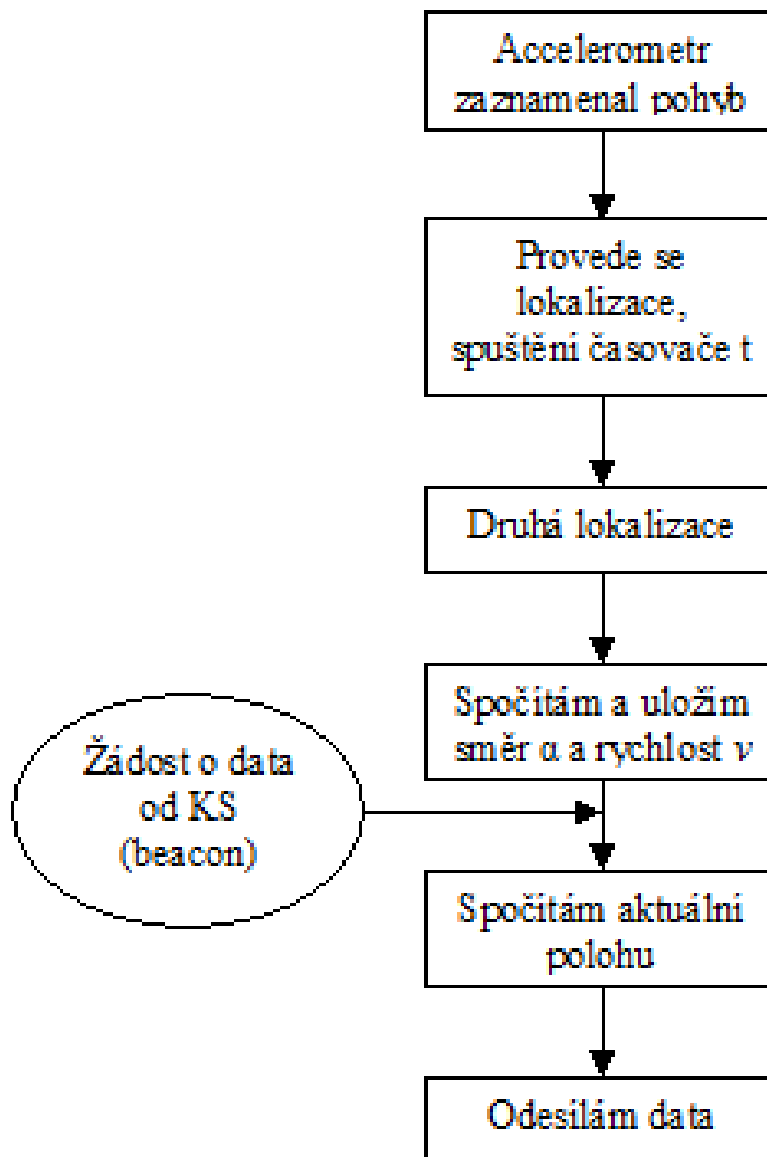 Accelerometr
zaznamenal pohyb
Provede se
lokalizace,
spuštění časovače t
Druhá lokalizace
Spočítám a uložím
směr α a rychlost v
Žádost o data
od KS
(beacon)
Spočítám aktuální
polohu
Odesílám data